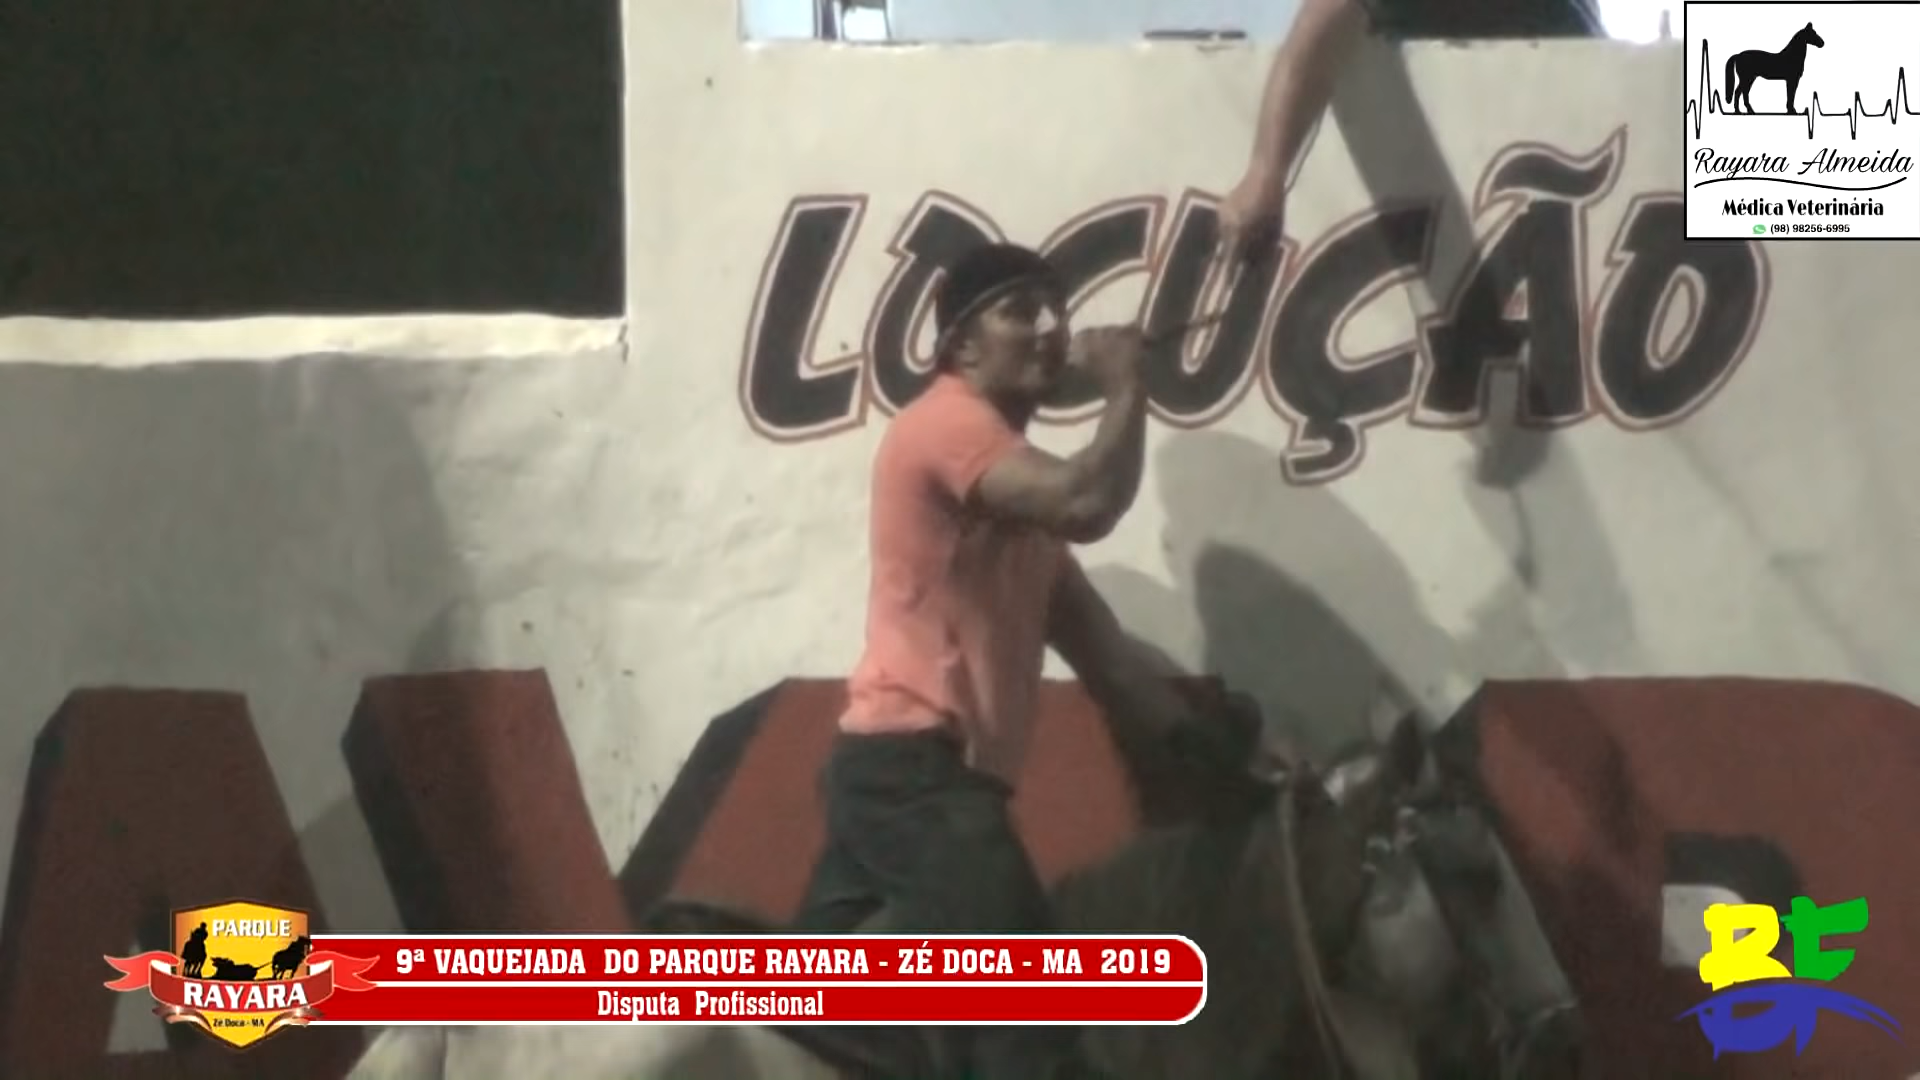 LOCUÇÃO
Rayara Almeida
Médica Veterinária
(98) 98256-6995
PARQUE
RAYARA
Zé Doca - MA
9ª VAQUEJADA DO PARQUE RAYARA - ZÉ DOCA - MA 2019
Disputa Profissional